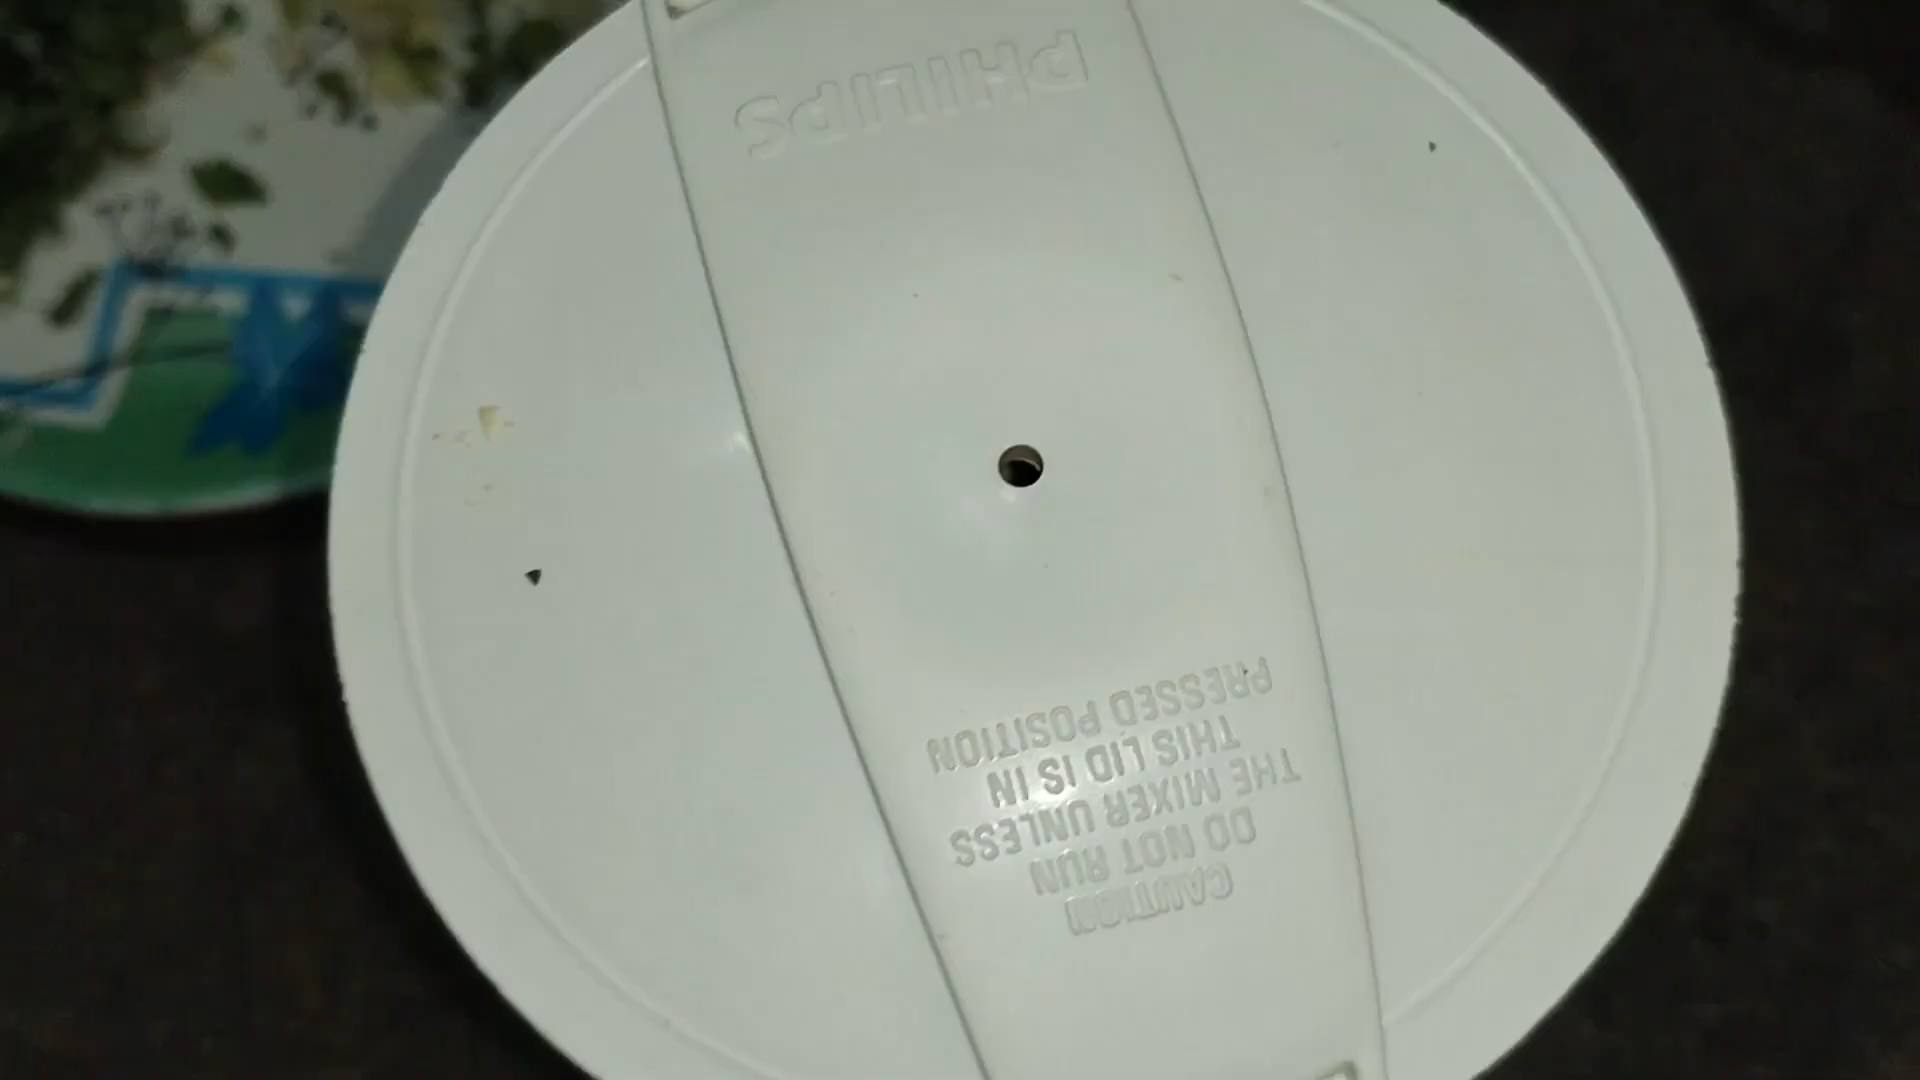 CAUTION
DO NOT RUN
THE MIXER UNLESS
THIS LID IS IN
PRESSED POSITION
PHILIPS